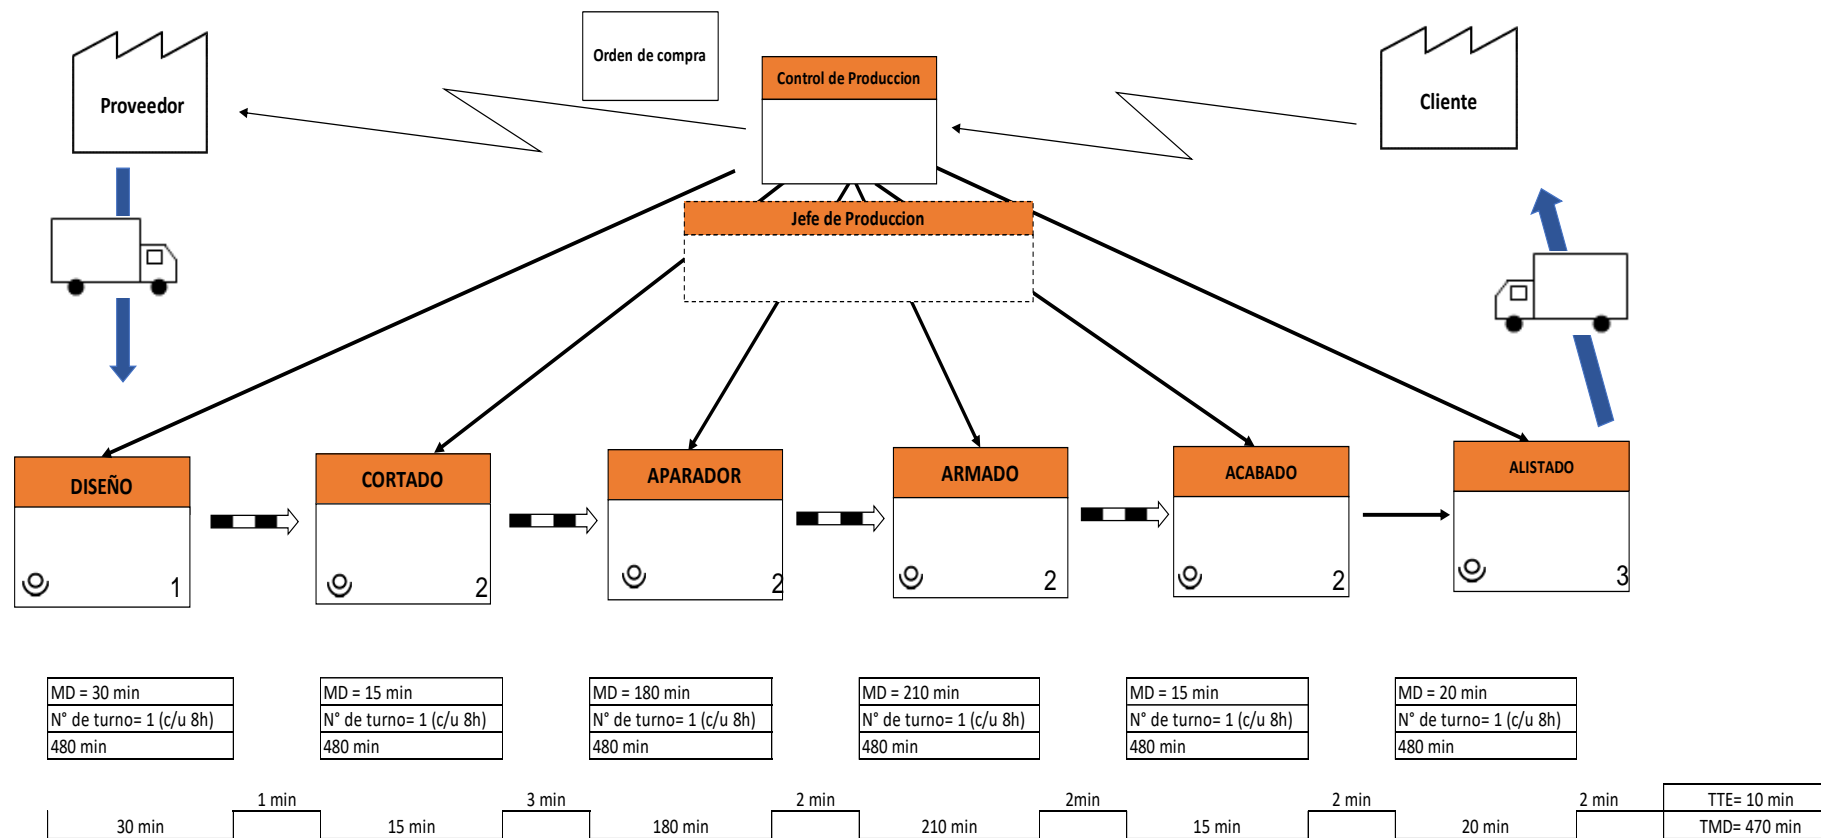 Orden de compra
Control de Produccion
Proveedor
Cliente
Jefe de Produccion
DISEÑO
CORTADO
APARADOR
ARMADO
ACABADO
ALISTADO
1
2
2
2
2
3
MD = 30 min
MD = 15 min
MD = 180 min
MD = 210 min
MD = 15 min
MD = 20 min
N° de turno= 1 (c/u 8h)
N° de turno= 1 (c/u 8h)
N° de turno= 1 (c/u 8h)
N° de turno= 1 (c/u 8h)
N° de turno= 1 (c/u 8h)
N° de turno= 1 (c/u 8h)
480 min
480 min
480 min
480 min
480 min
480 min
1 min
3 min
2 min
2min
2 min
2 min
TTE= 10 min
30 min
15 min
180 min
210 min
15 min
20 min
TMD= 470 min